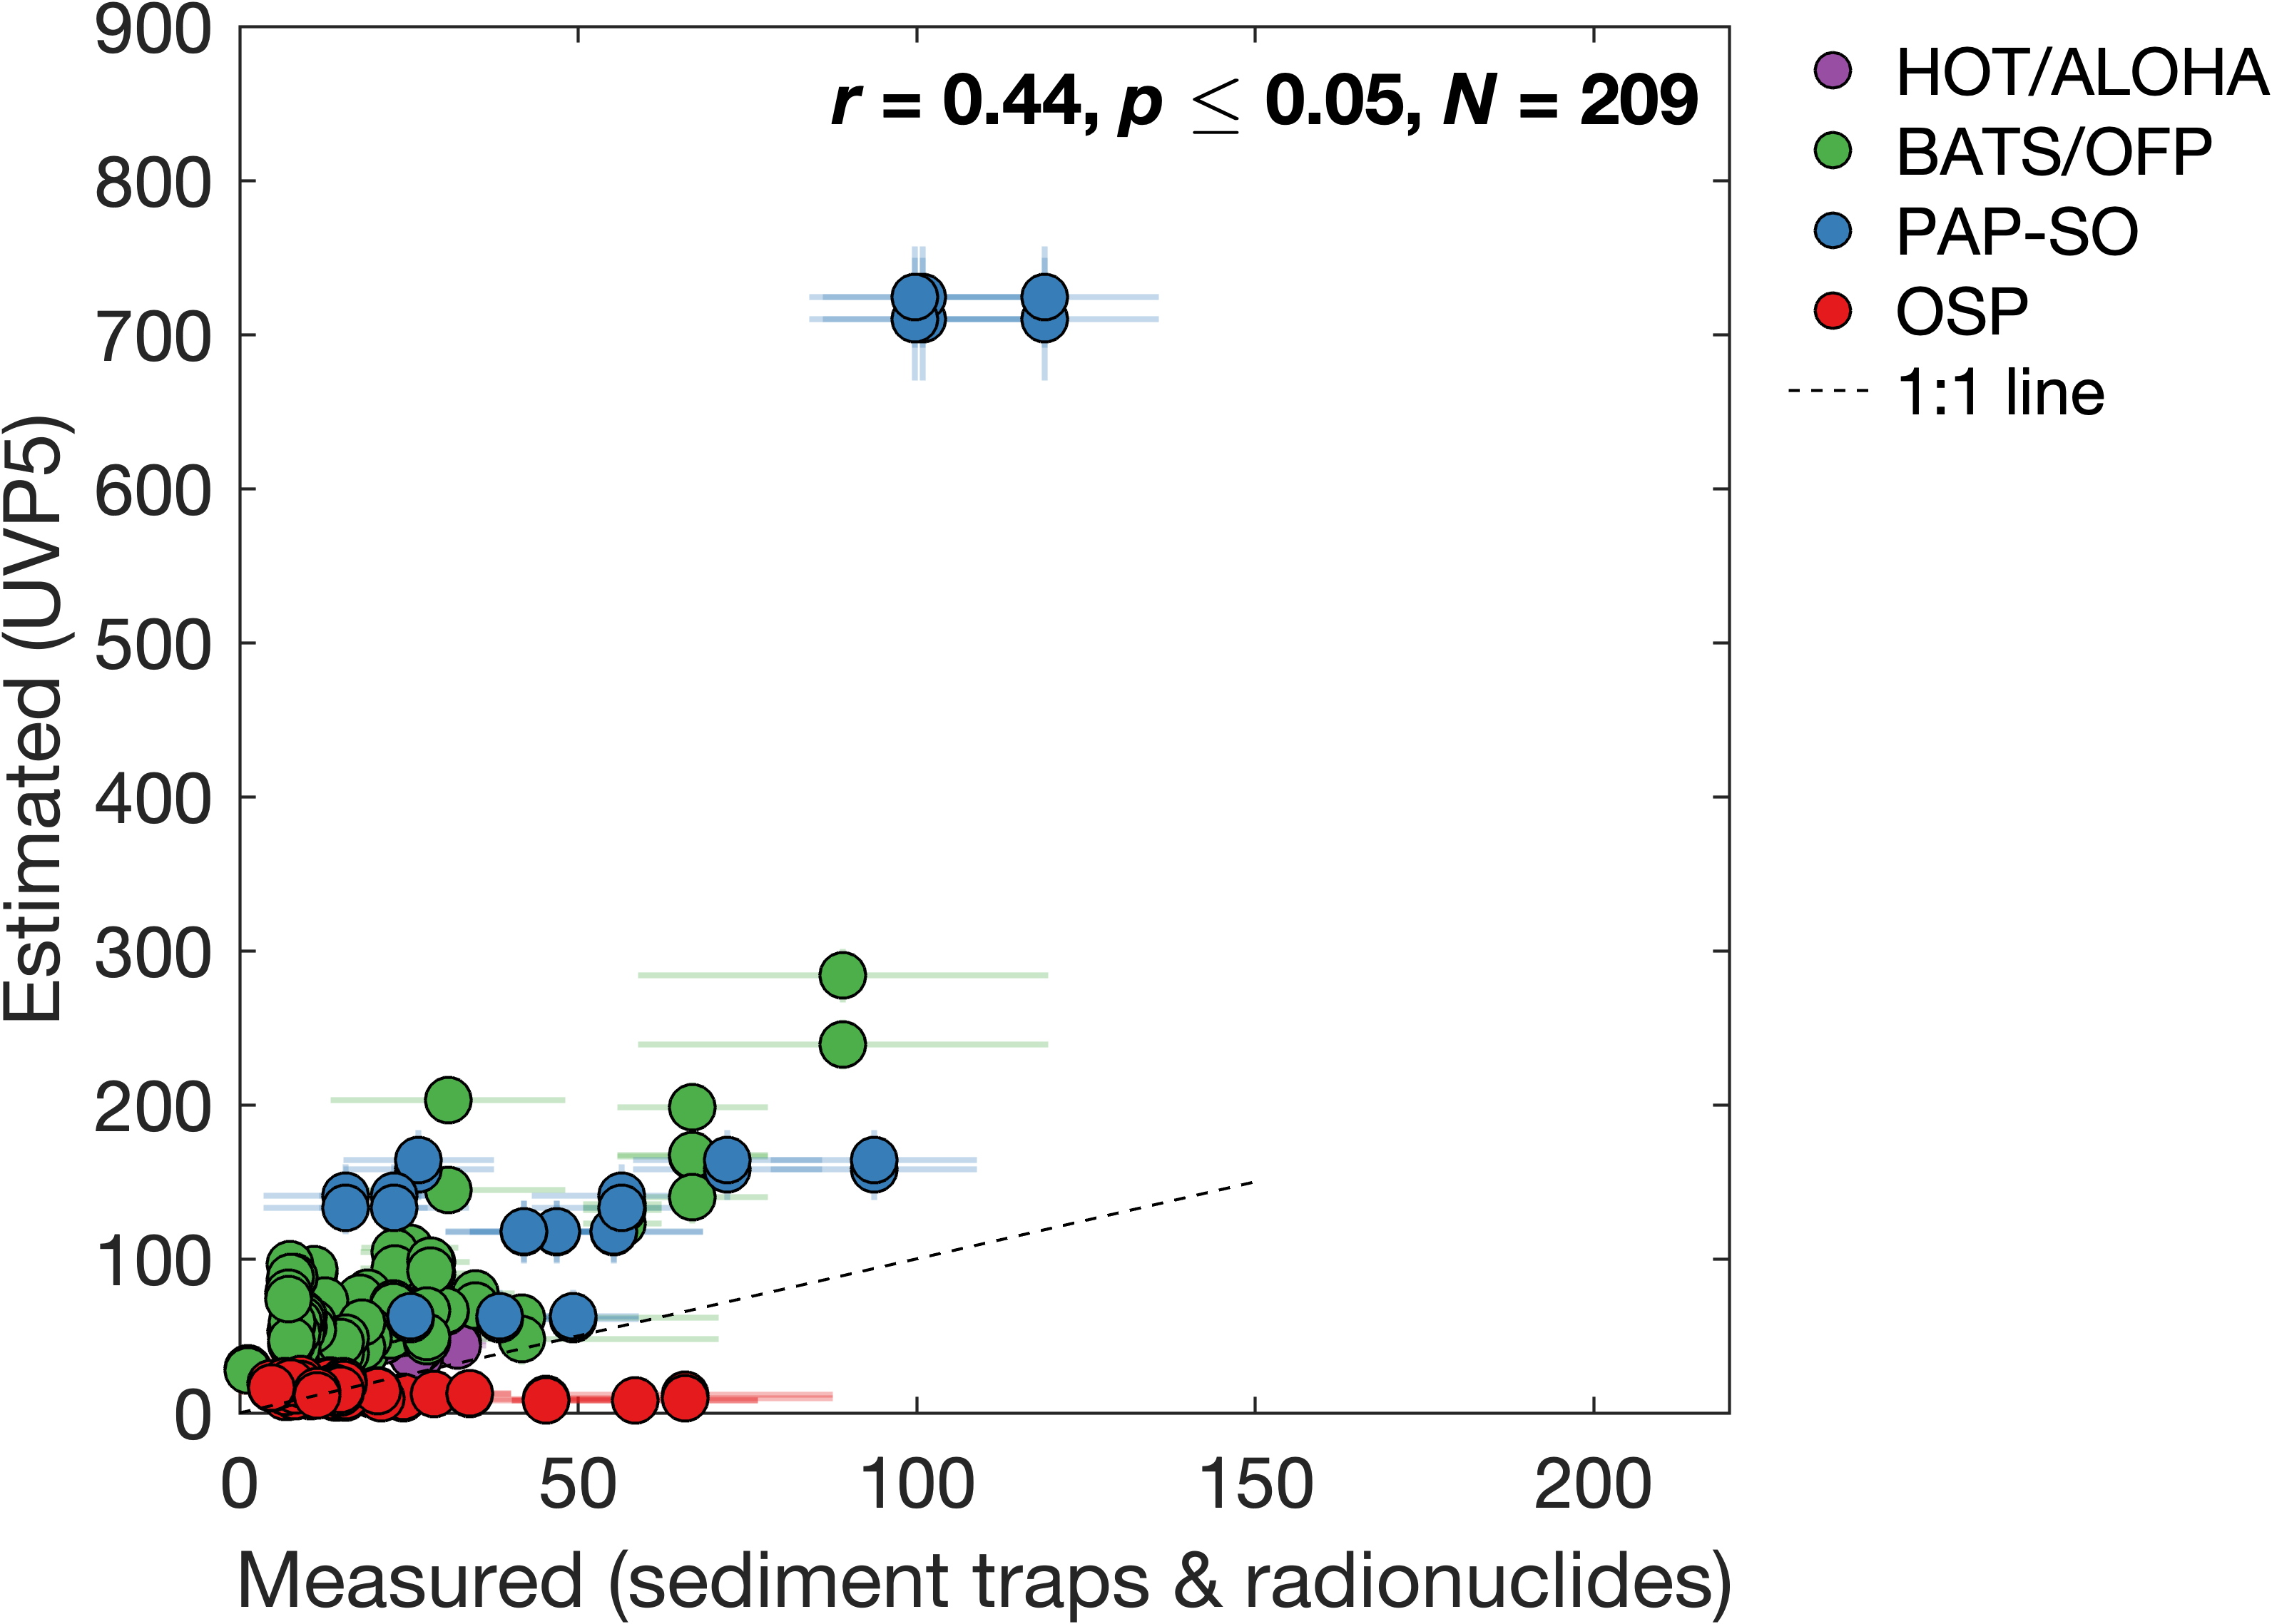 r = 0.44, p ≤ 0.05, N = 209
HOT/ALOHA
BATS/OFP
PAP-SO
OSP
1:1 line
Estimated (UVP5)
900
800
700
600
500
400
300
200
100
0
0 50 100 150 200
Measured (sediment traps & radionuclides)